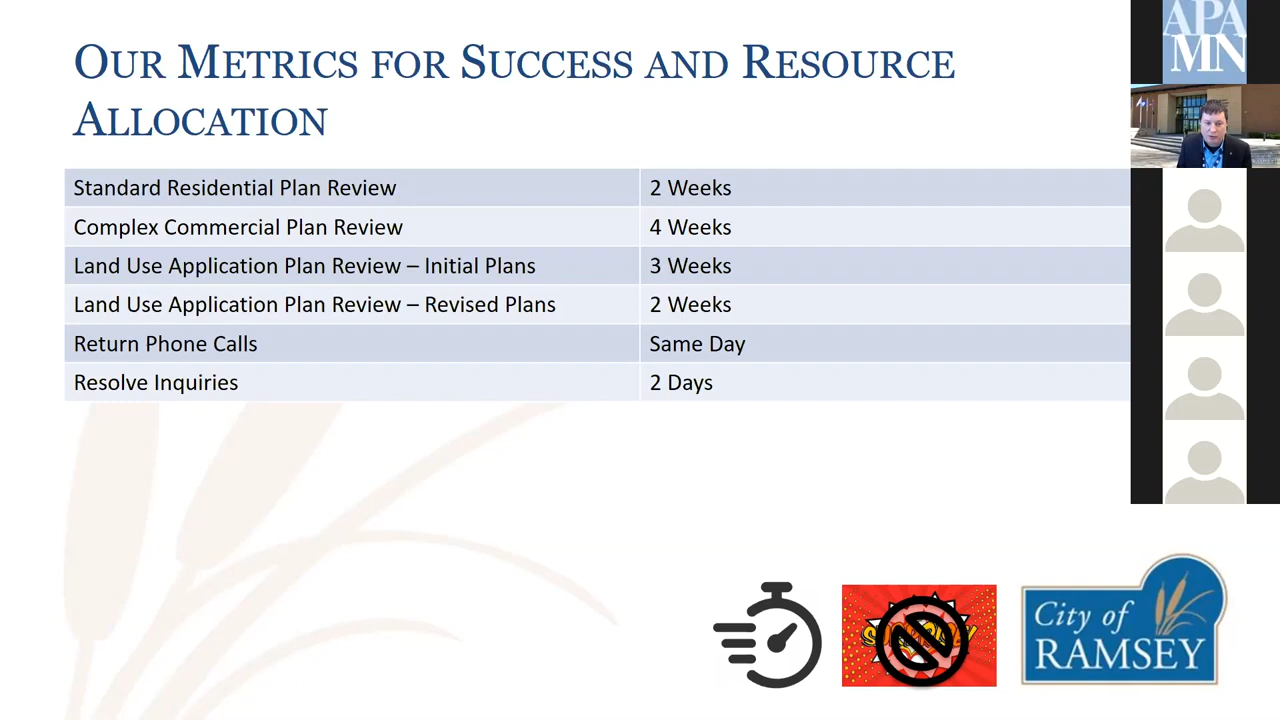 OUR METRICS FOR SUCCESS AND RESOURCE
ALLOCATION
Standard Residential Plan Review 2 Weeks
Complex Commercial Plan Review 4 Weeks
Land Use Application Plan Review – Initial Plans 3 Weeks
Land Use Application Plan Review – Revised Plans 2 Weeks
Return Phone Calls Same Day
Resolve Inquiries 2 Days
APA
MN
City of
RAMSEY